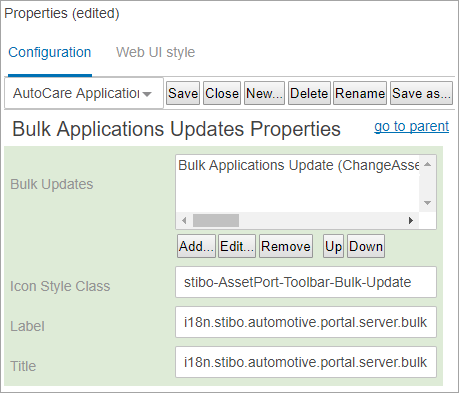 Properties (edited)
Configuration Web UI style
AutoCare Application Save Close New... Delete Rename Save as...
Bulk Applications Updates Properties go to parent
Bulk Updates Bulk Applications Update (ChangeAsse
Add... Edit... Remove Up Down
Icon Style Class stibo-AssetPort-Toolbar-Bulk-Update
Label i18n.stibo.automotive.portal.server.bulk
Title i18n.stibo.automotive.portal.server.bulk